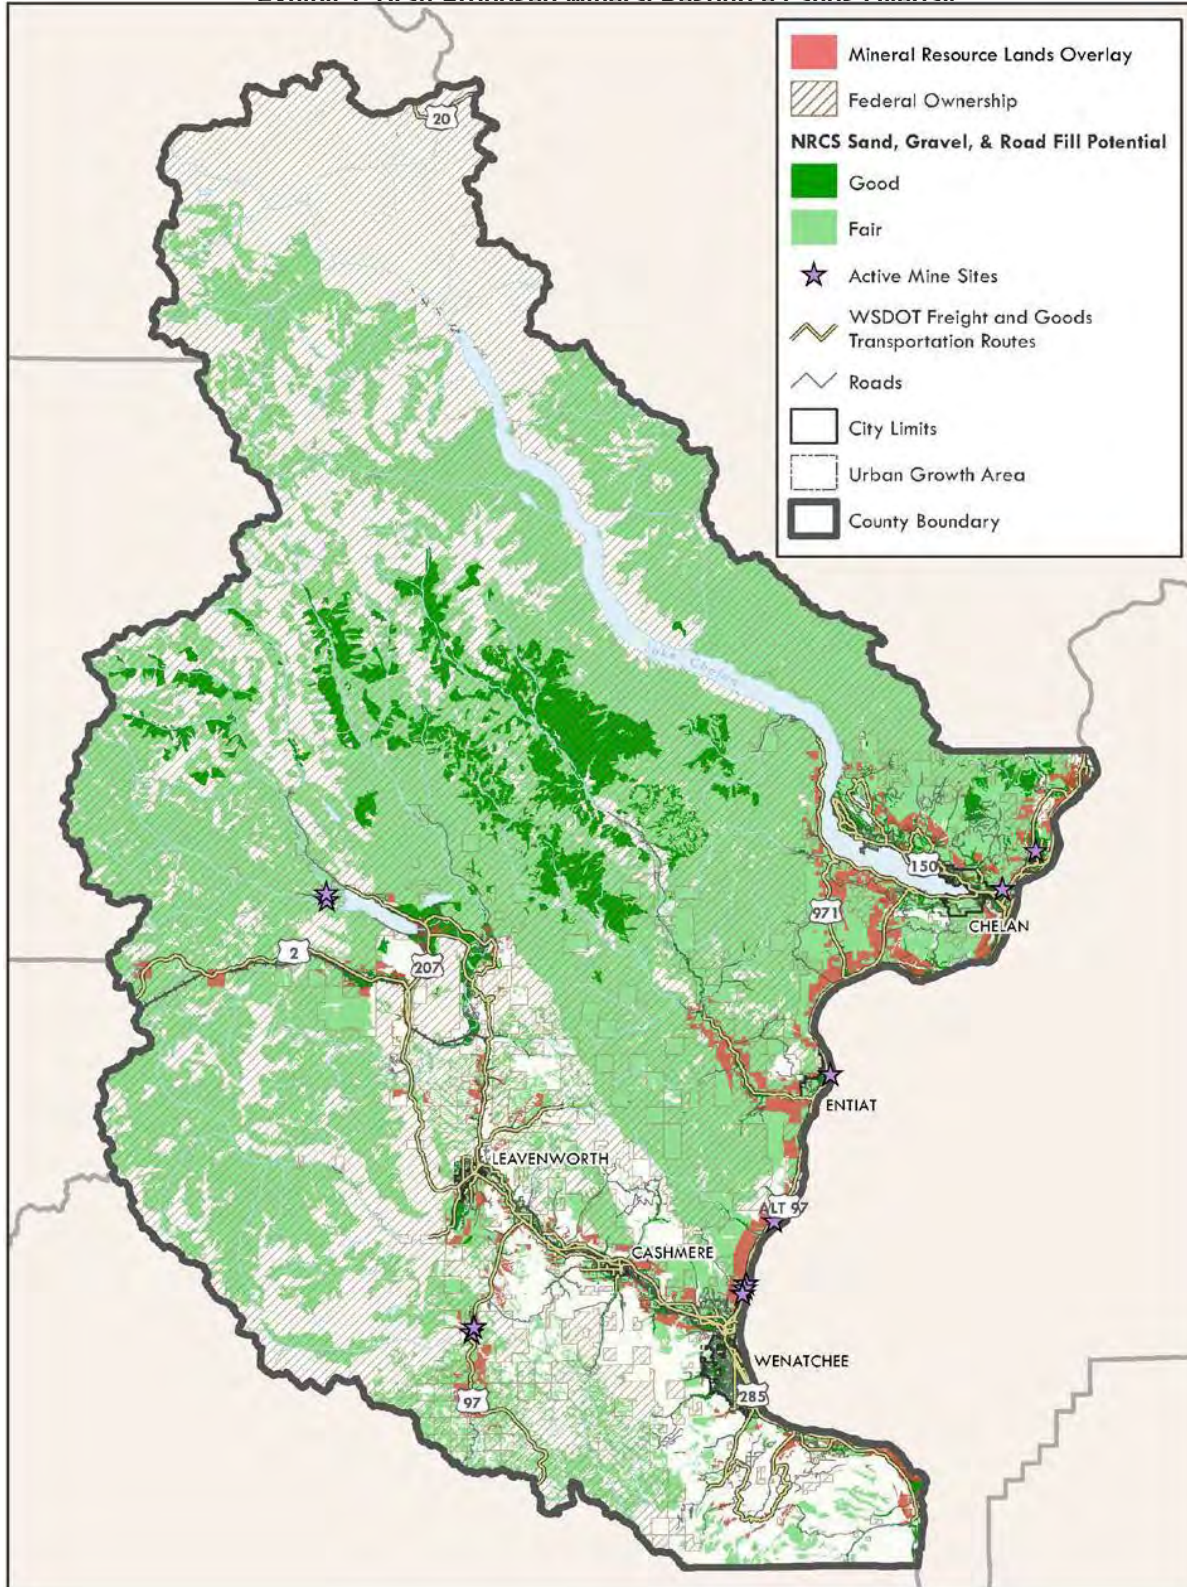 Mineral Resource Lands Overlay
Federal Ownership
NRCS Sand, Gravel, & Road Fill Potential
Good
Fair
Active Mine Sites
WSDOT Freight and Goods
Transportation Routes
Roads
City Limits
Urban Growth Area
County Boundary
20
Lake Chelan
150
971
CHELAN
2
207
ENTIAT
LEAVENWORTH
ALT 97
CASHMERE
WENATCHEE
285
97